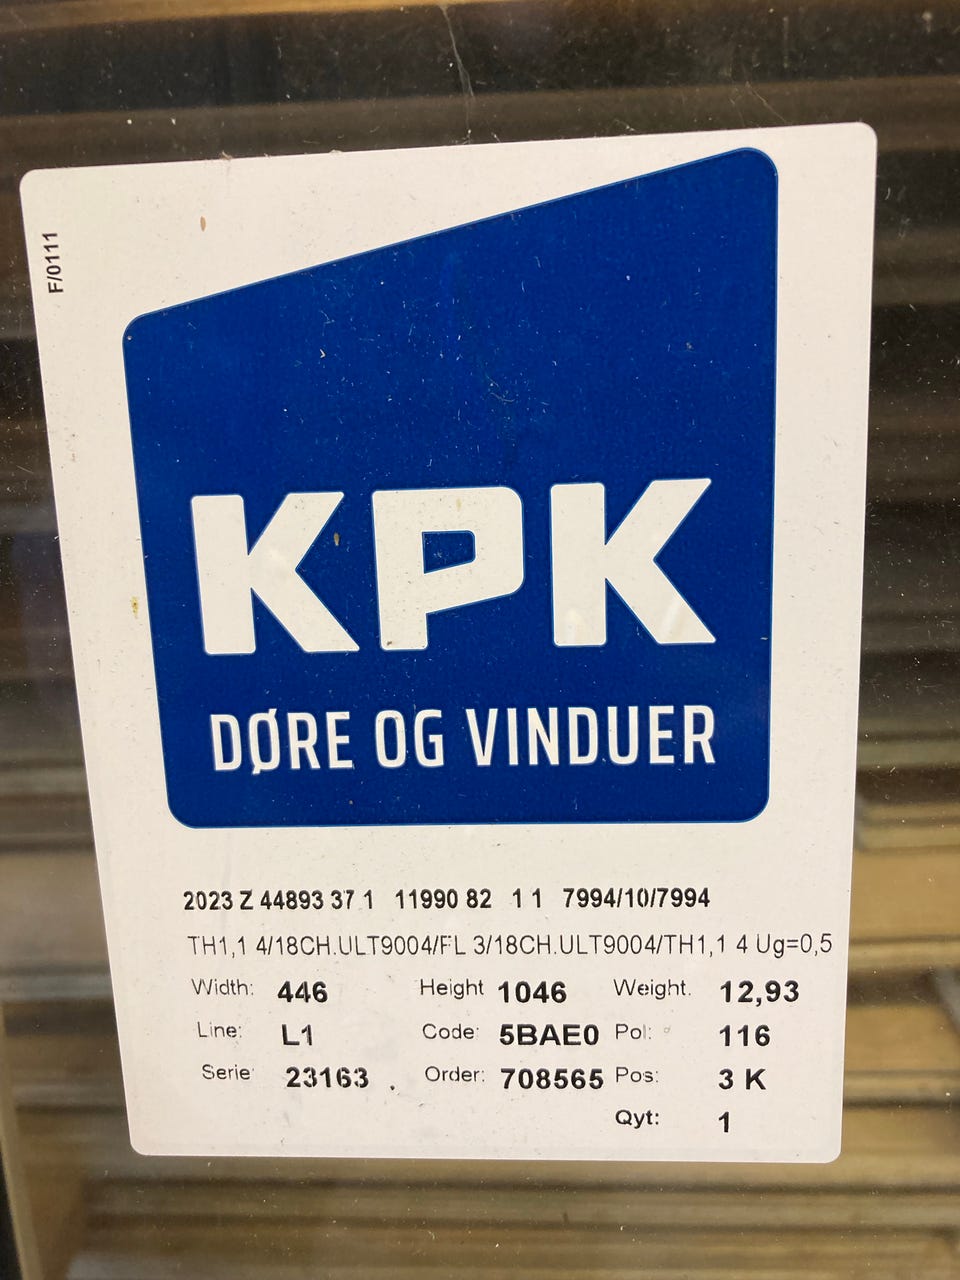 F/0111
KPK
DØRE OG VINDUER
2023 Z 44893 37 1 11990 82 1 1 7994/10/7994
TH1,1 4/18CH.ULT9004/FL 3/18CH.ULT9004/TH1,1 4 Ug=0,5
Width: 446 Height 1046 Weight. 12,93
Line: L1 Code: 5BAE0 Pol: 116
Serie 23163 Order: 708565 Pos: 3 K
Qyt: 1